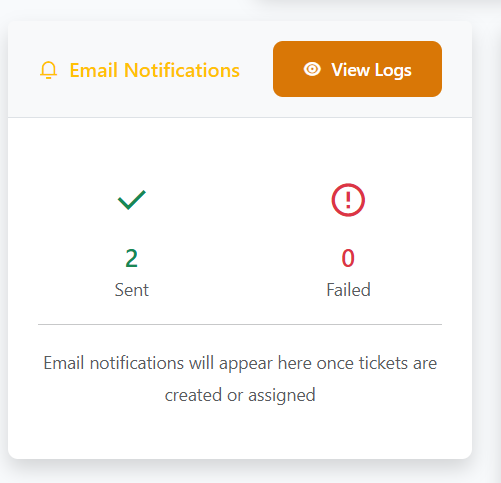 Email Notifications
View Logs
2
Sent
0
Failed
Email notifications will appear here once tickets are
created or assigned